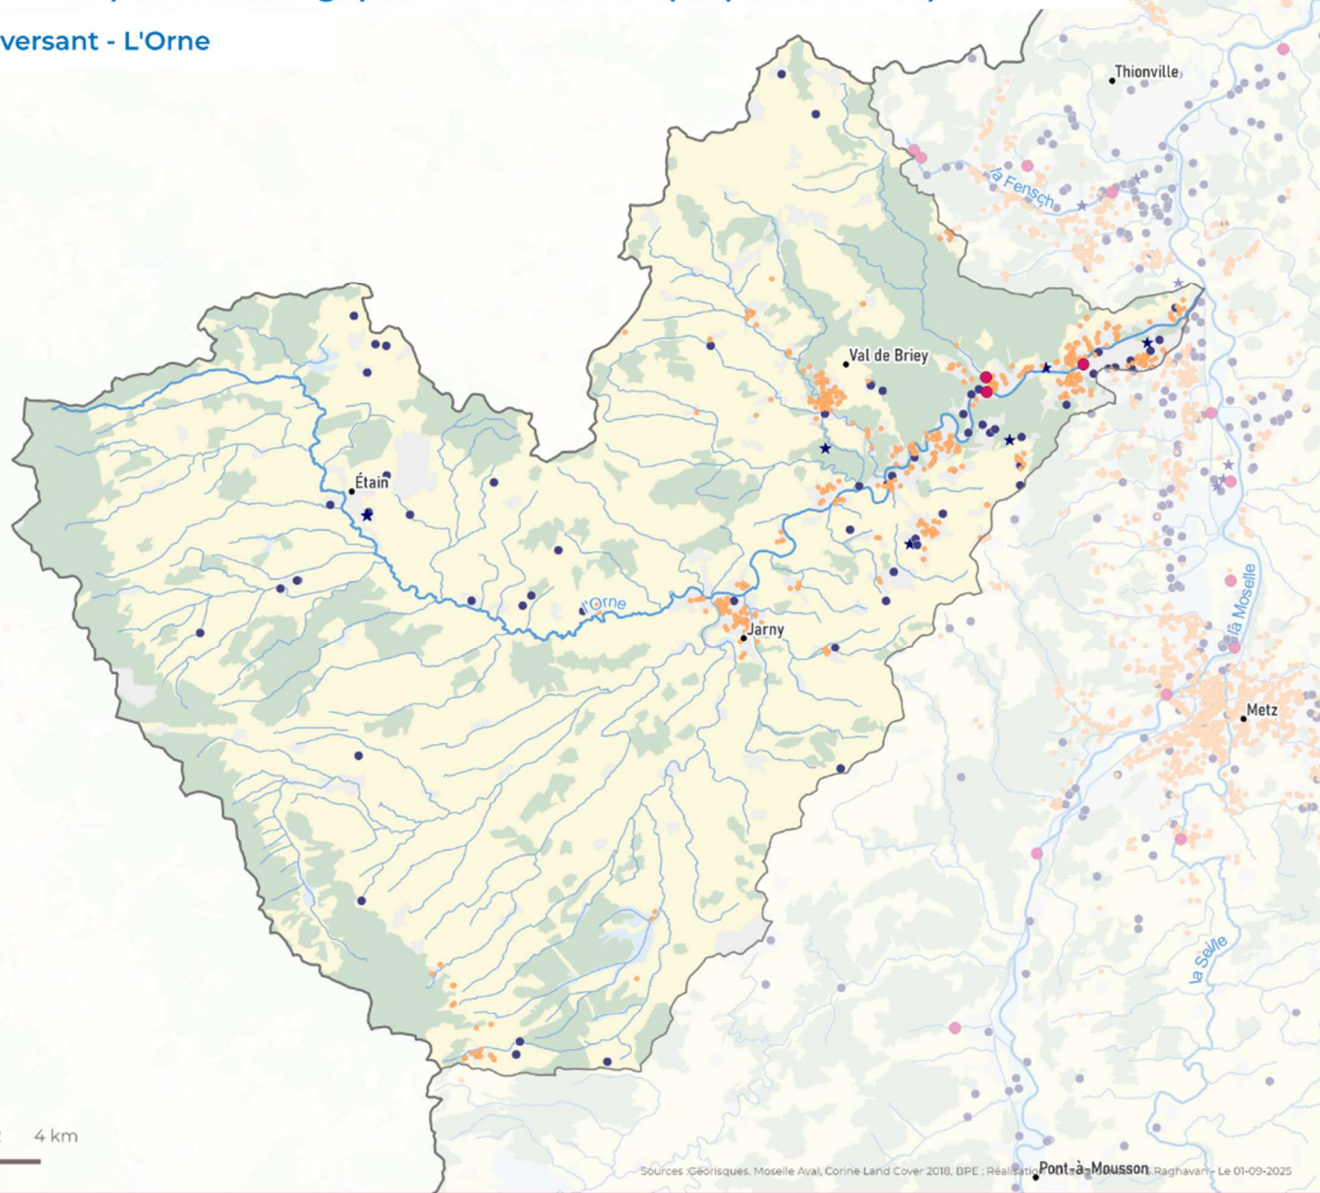 versant - L'Orne
Thionville
la Fensch
Val de Briey
Étain
l'Orne
Jarny
la Moselle
Metz
la Seille
4 km
Pont-à-Mousson
Sources :Géorisques, Moselle Aval, Corine Land Cover 2018, BPE ; Réalisation Raghavan - Le 01-09-2025